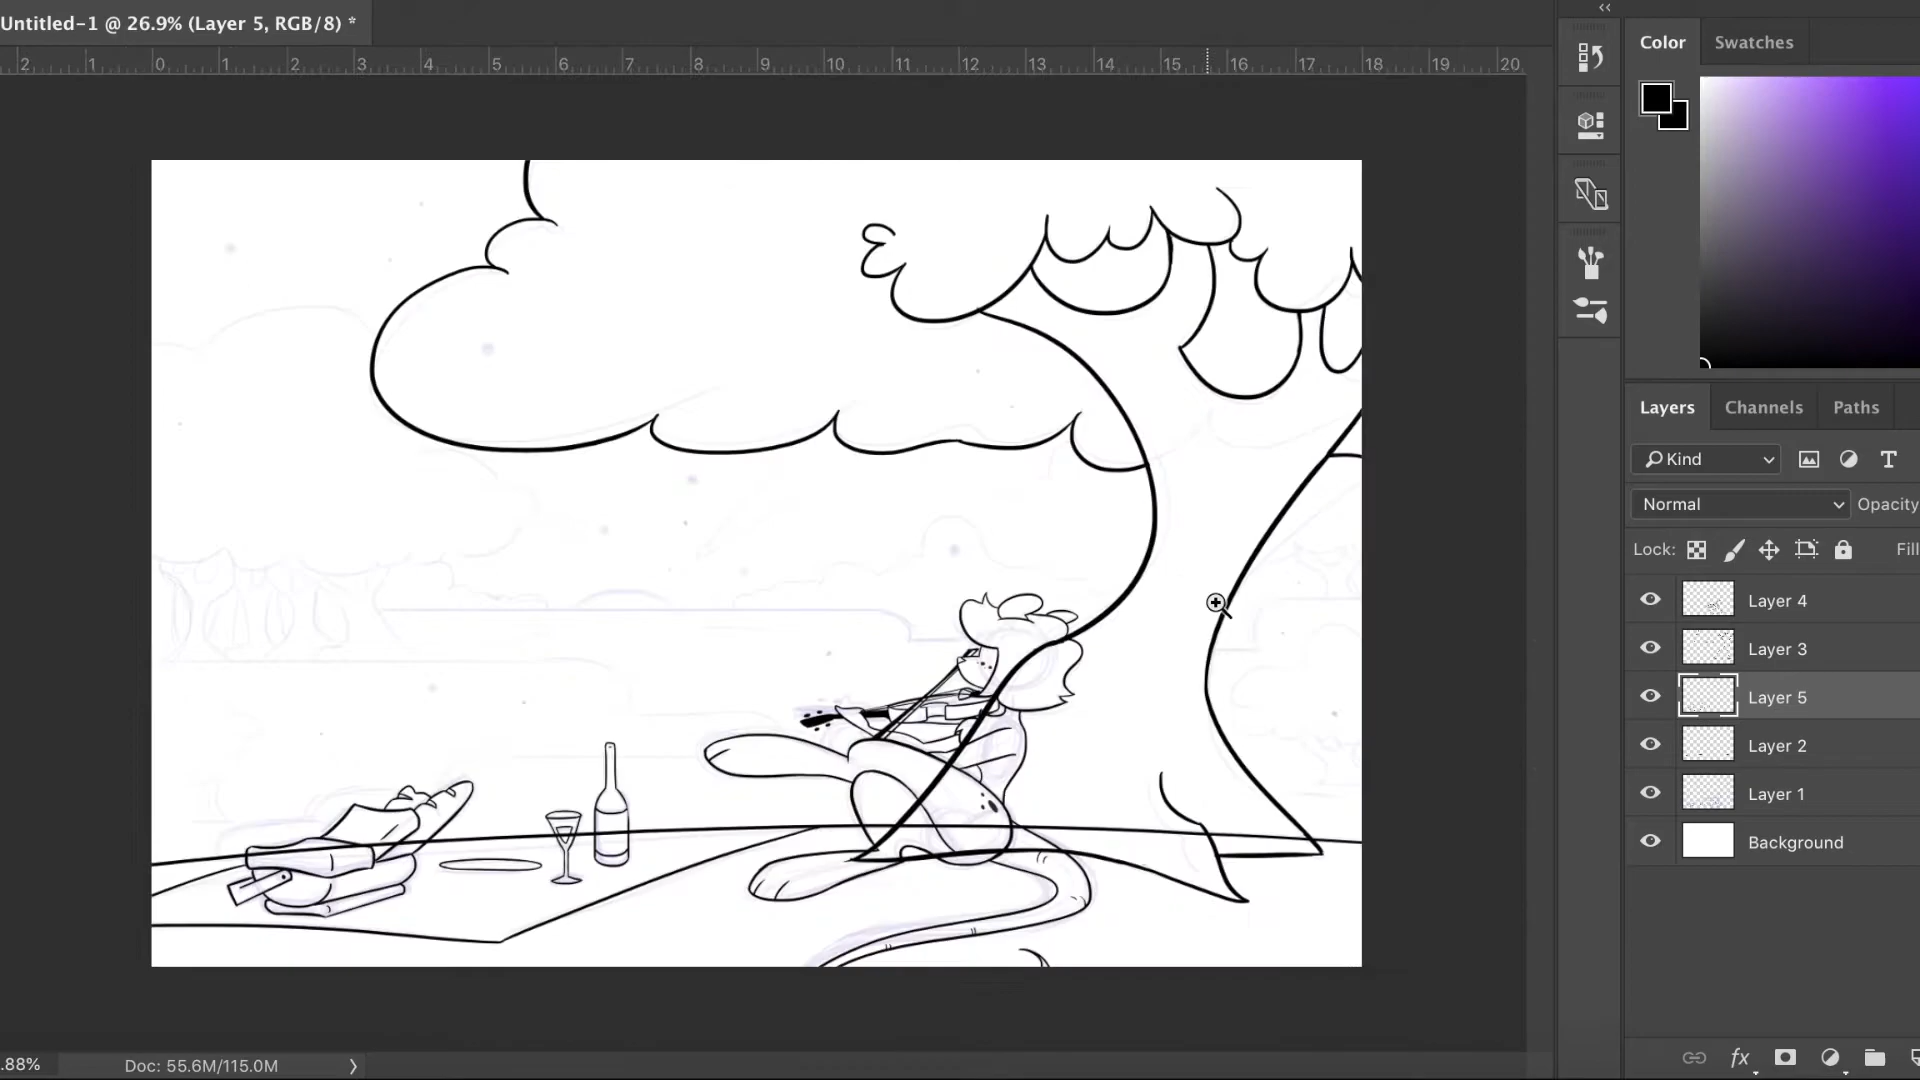 Untitled-1 @ 26.9% (Layer 5, RGB/8) *
2 1 0 1 2 3 4 5 6 7 8 9 10 11 12 13 14 15 16 17 18 19 20
Color Swatches
Layers Channels Paths
Kind
Normal Opacity
Lock: Fill
Layer 4
Layer 3
Layer 5
Layer 2
Layer 1
Background
fx
.88% Doc: 55.6M/115.0M